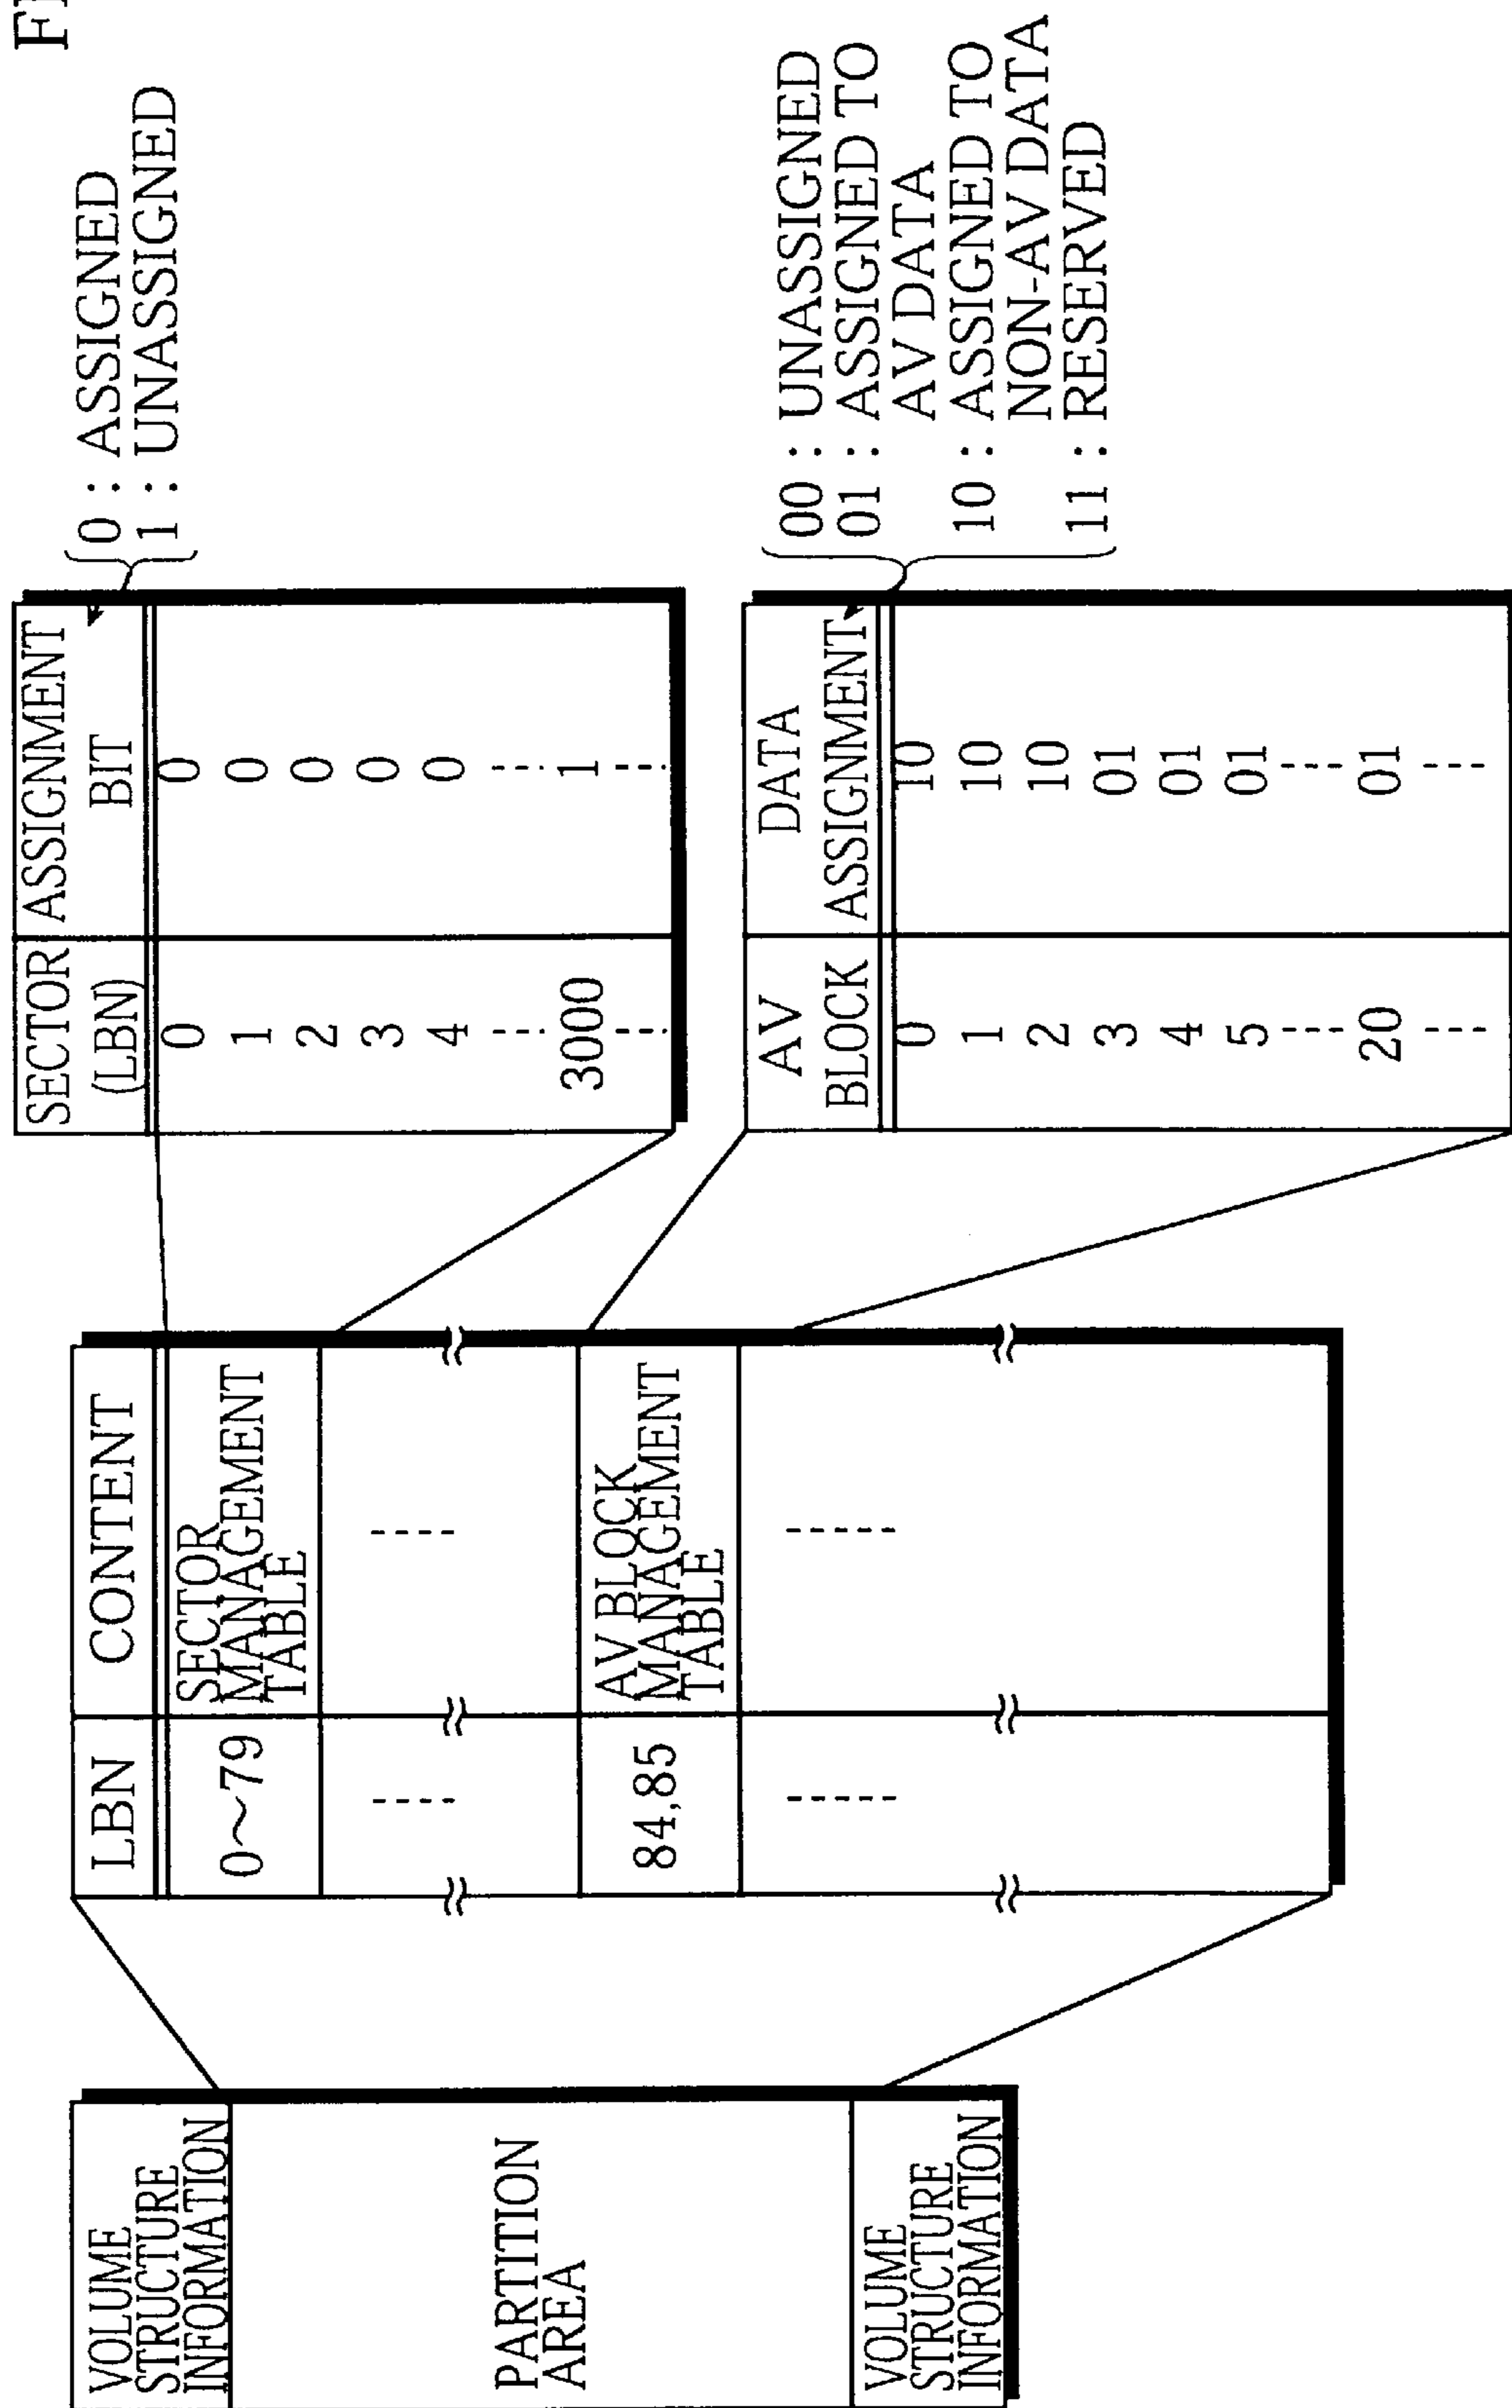 VOLUME
STRUCTURE
INFORMATION
PARTITION
AREA
VOLUME
STRUCTURE
INFORMATION
LBN CONTENT
0~79 SECTOR
MANAGEMENT
TABLE
84,85 AV BLOCK
MANAGEMENT
TABLE
SECTOR ASSIGNMENT
(LBN) BIT
0 0
1 0
2 0
3 0
4 0
3000 1
0 : ASSIGNED
1 : UNASSIGNED
AV DATA
BLOCK ASSIGNMENT
0 10
1 10
2 10
3 01
4 01
5 01
20 01
00 : UNASSIGNED
01 : ASSIGNED TO
AV DATA
10 : ASSIGNED TO
NON-AV DATA
11 : RESERVED